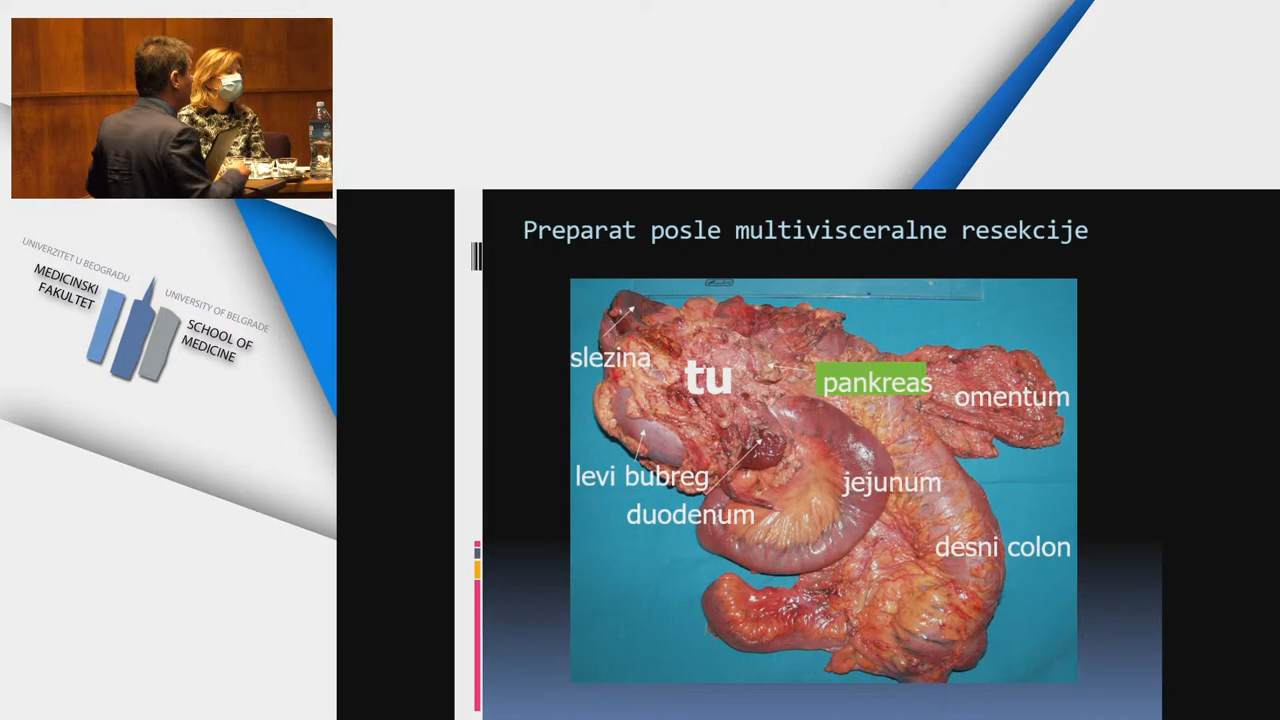 UNIVERZITET U BEOGRADU
MEDICINSKI
FAKULTET
UNIVERSITY OF BELGRADE
SCHOOL OF
MEDICINE
Preparat posle multivisceralne resekcije
slezina
tu
pankreas
omentum
levi bubreg
jejunum
duodenum
desni colon